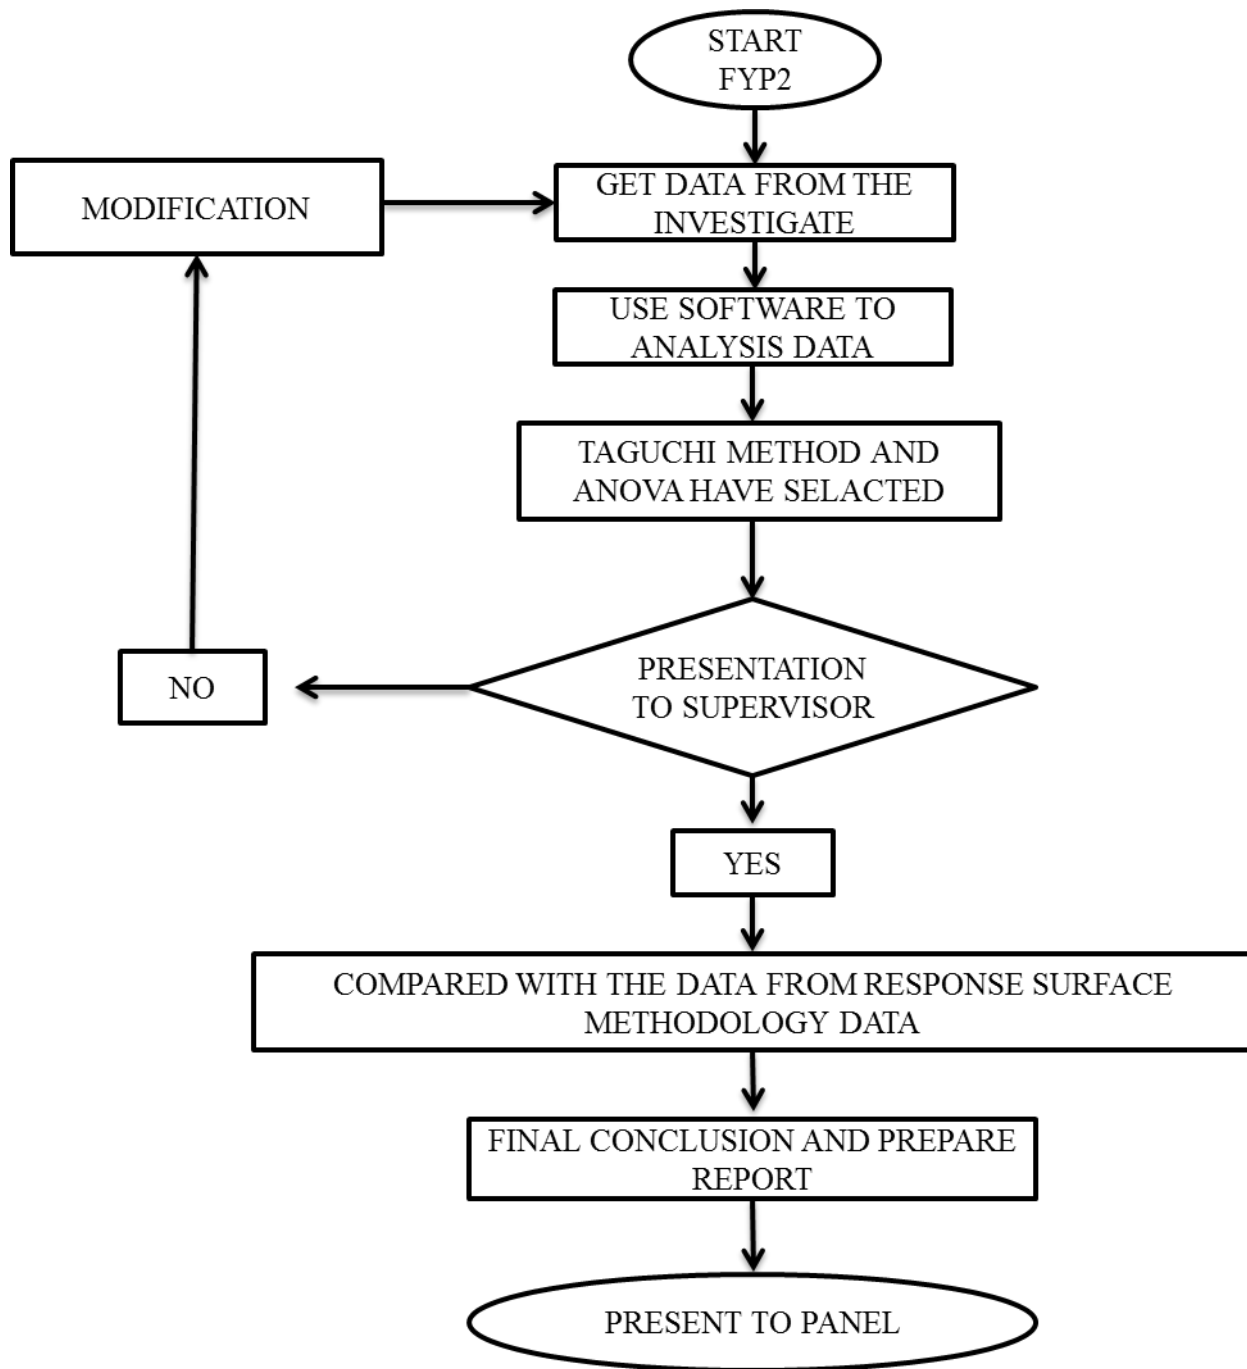 START
FYP2
MODIFICATION
GET DATA FROM THE
INVESTIGATE
USE SOFTWARE TO
ANALYSIS DATA
TAGUCHI METHOD AND
ANOVA HAVE SELACTED
PRESENTATION
TO SUPERVISOR
NO
YES
COMPARED WITH THE DATA FROM RESPONSE SURFACE
METHODOLOGY DATA
FINAL CONCLUSION AND PREPARE
REPORT
PRESENT TO PANEL